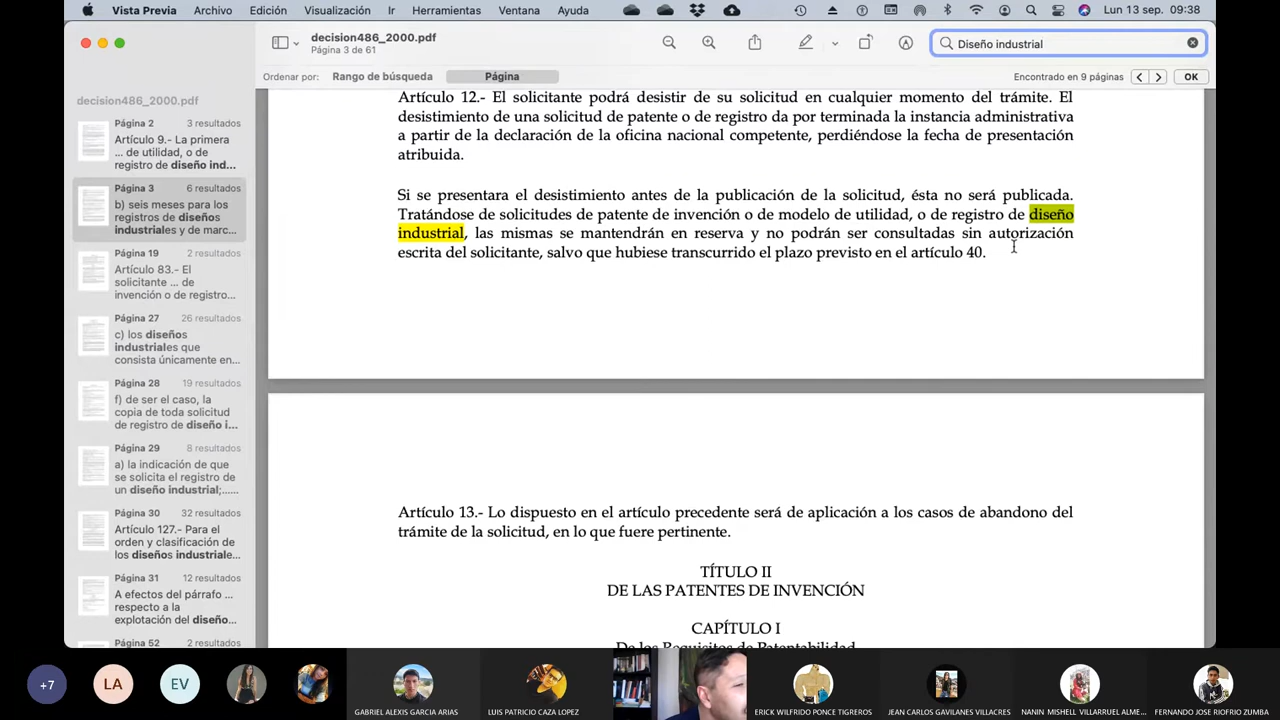 Vista Previa Archivo Edición Visualización Ir Herramientas Ventana Ayuda Lun 13 sep. 09:38
decision486_2000.pdf
Página 3 de 61
Diseño industrial
Ordenar por: Rango de búsqueda Página Encontrado en 9 páginas OK
decision486_2000.pdf
Página 2 3 resultados
Artículo 9.- La primera
... de utilidad, o de
registro de diseño ind...
Página 3 6 resultados
b) seis meses para los
registros de diseños
industriales y de marc...
Página 19 2 resultados
Artículo 83.- El
solicitante ... de
invención o de registro...
Página 27 26 resultados
c) los diseños
industriales que
consista únicamente en...
Página 28 19 resultados
f) de ser el caso, la
copia de toda solicitud
de registro de diseño i...
Página 29 8 resultados
a) la indicación de que
se solicita el registro de
un diseño industrial;.....
Página 30 32 resultados
Artículo 127.- Para el
orden y clasificación de
los diseños industriale...
Página 31 12 resultados
A efectos del párrafo ...
respecto a la
explotación del diseño...
Página 52 2 resultados
Artículo 12.- El solicitante podrá desistir de su solicitud en cualquier momento del trámite. El
desistimiento de una solicitud de patente o de registro da por terminada la instancia administrativa
a partir de la declaración de la oficina nacional competente, perdiéndose la fecha de presentación
atribuida.
Si se presentara el desistimiento antes de la publicación de la solicitud, ésta no será publicada.
Tratándose de solicitudes de patente de invención o de modelo de utilidad, o de registro de diseño
industrial, las mismas se mantendrán en reserva y no podrán ser consultadas sin autorización
escrita del solicitante, salvo que hubiese transcurrido el plazo previsto en el artículo 40.
Artículo 13.- Lo dispuesto en el artículo precedente será de aplicación a los casos de abandono del
trámite de la solicitud, en lo que fuere pertinente.
TÍTULO II
DE LAS PATENTES DE INVENCIÓN
CAPÍTULO I
De los Requisitos de Patentabilidad
+7 LA EV
GABRIEL ALEXIS GARCIA ARIAS
LUIS PATRICIO CAZA LOPEZ
ERICK WILFRIDO PONCE TIGREROS
JEAN CARLOS GAVILANES VILLACRES
NANIN MISHELL VILLARRUEL ALME...
FERNANDO JOSE RIOFRIO ZUMBA